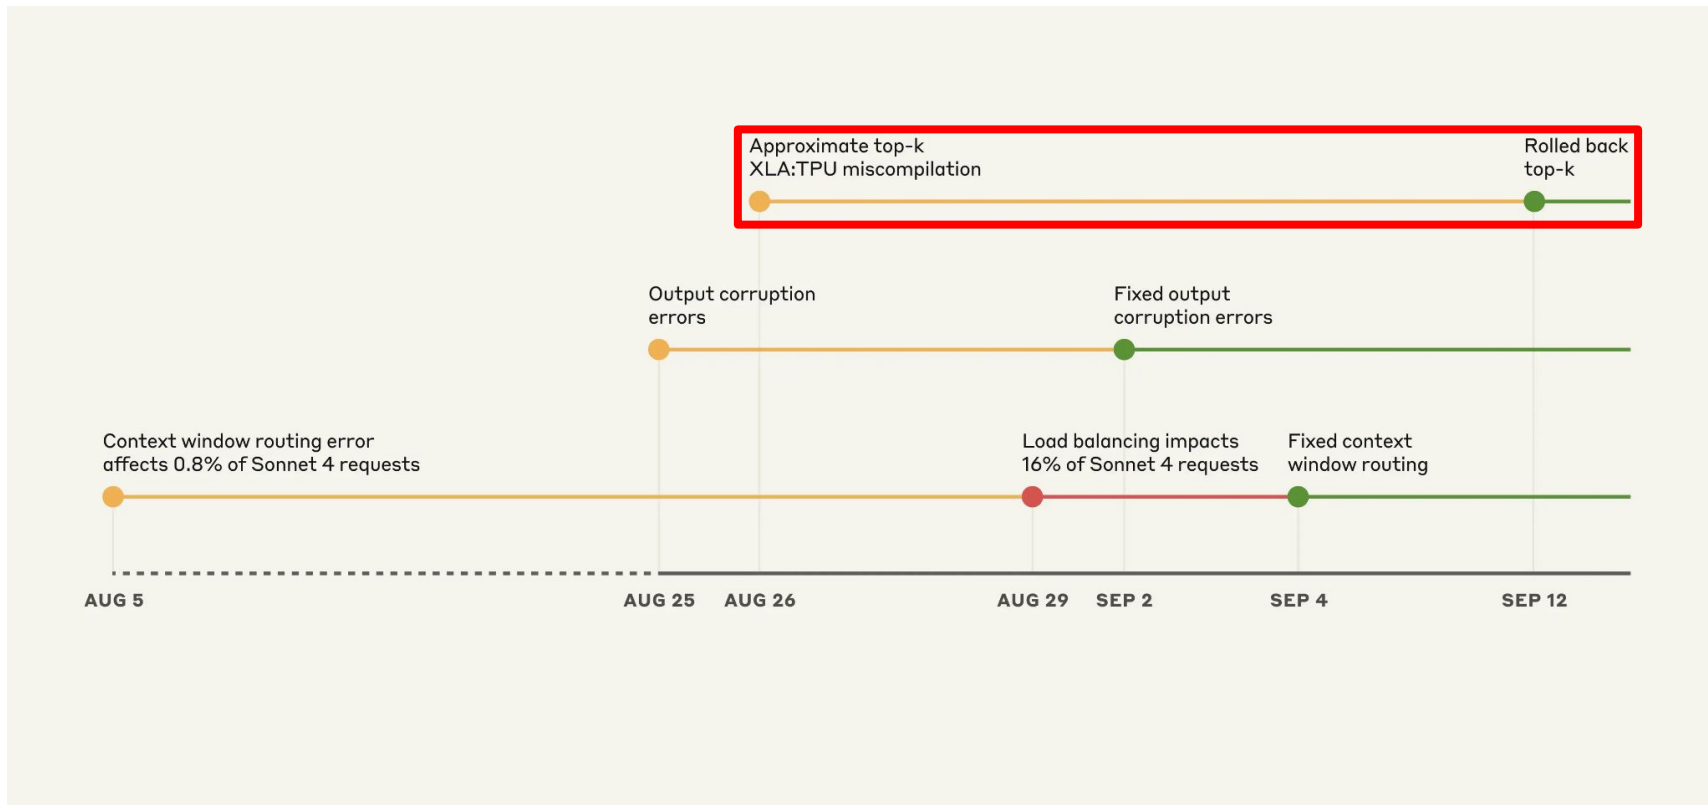 Approximate top-k
XLA:TPU miscompilation
Rolled back
top-k
Output corruption
errors
Fixed output
corruption errors
Context window routing error
affects 0.8% of Sonnet 4 requests
Load balancing impacts
16% of Sonnet 4 requests
Fixed context
window routing
AUG 5
AUG 25
AUG 26
AUG 29
SEP 2
SEP 4
SEP 12